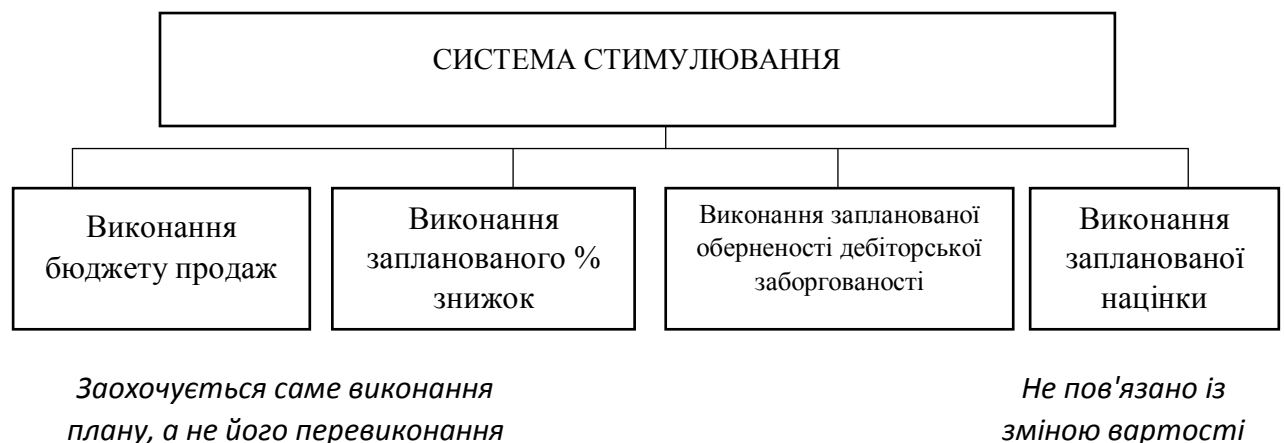 СИСТЕМА СТИМУЛЮВАННЯ
Виконання
бюджету продаж
Виконання
запланованого %
знижок
Виконання запланованої
оберненості дебіторської
заборгованості
Виконання
запланованої
націнки
Заохочується саме виконання
плану, а не його перевиконання
Не пов'язано із
зміною вартості